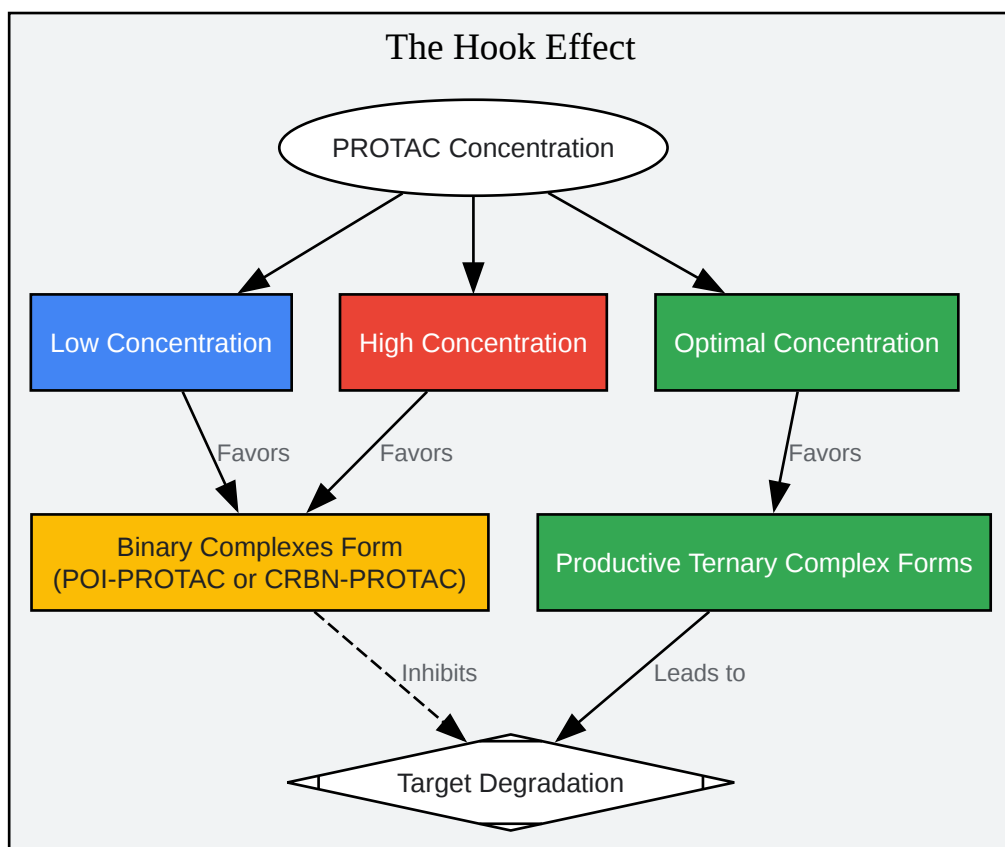 The Hook Effect
PROTAC Concentration
Low Concentration
High Concentration
Optimal Concentration
Favors
Favors
Favors
Binary Complexes Form
(POI-PROTAC or CRBN-PROTAC)
Productive Ternary Complex Forms
Inhibits
Leads to
Target Degradation